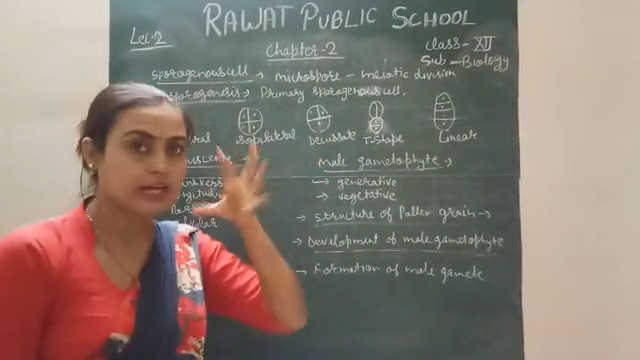 RAWAT PUBLIC SCHOOL
Lec-2
Chapter-2
Class - XII
Sub - Biology
sporogenous cell → microspore - meiotic division
Primary sporogenous cell.
isobilateral Decussate T-Shape Linear
male gametophyte →
→ generative
→ vegetative
→ structure of Pollen grain →
→ Development of male gametophyte
→ Formation of male gamete